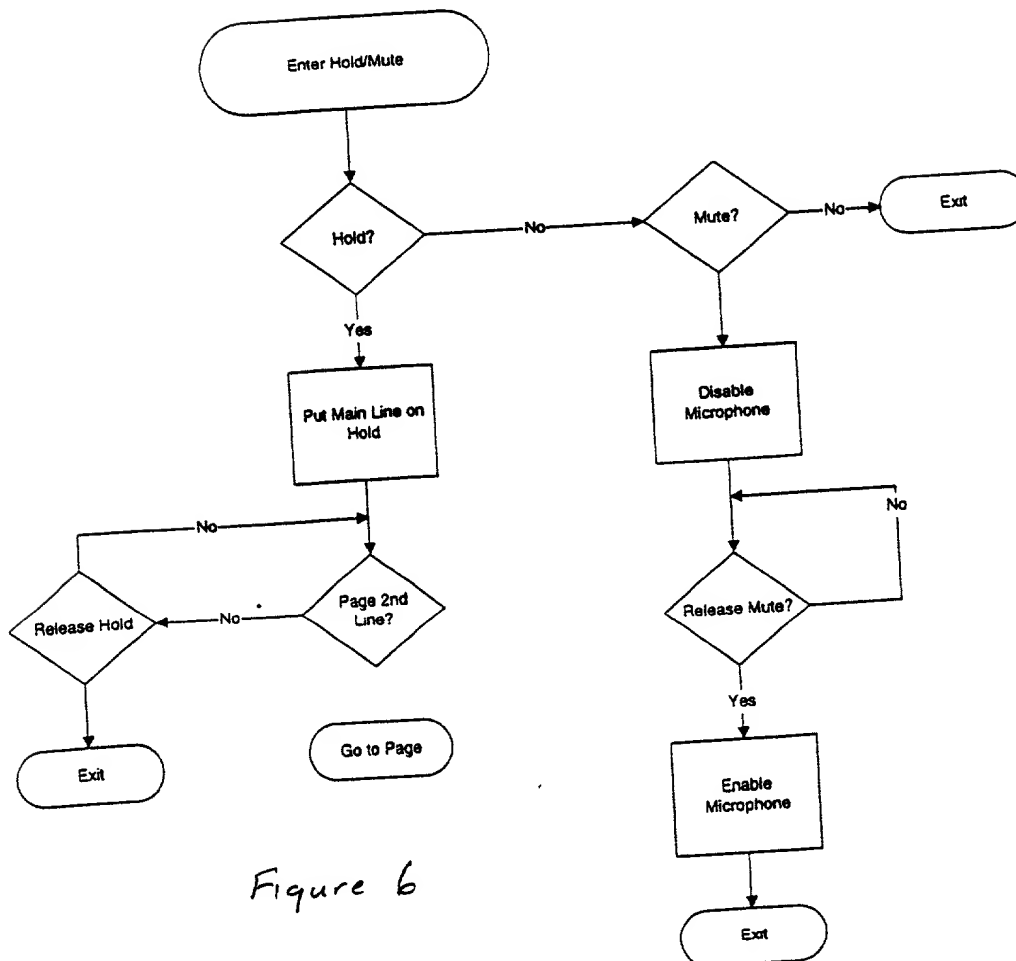 Enter Hold/Mute
Hold?
No
Mute?
No
Exit
Yes
Put Main Line on
Hold
Disable
Microphone
No
No
Release Hold
No
Page 2nd
Line?
Release Mute?
Yes
Exit
Go to Page
Enable
Microphone
Exit
Figure 6